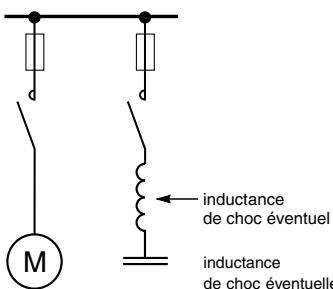 inductance
de choc éventuel
M
inductance
de choc éventuelle